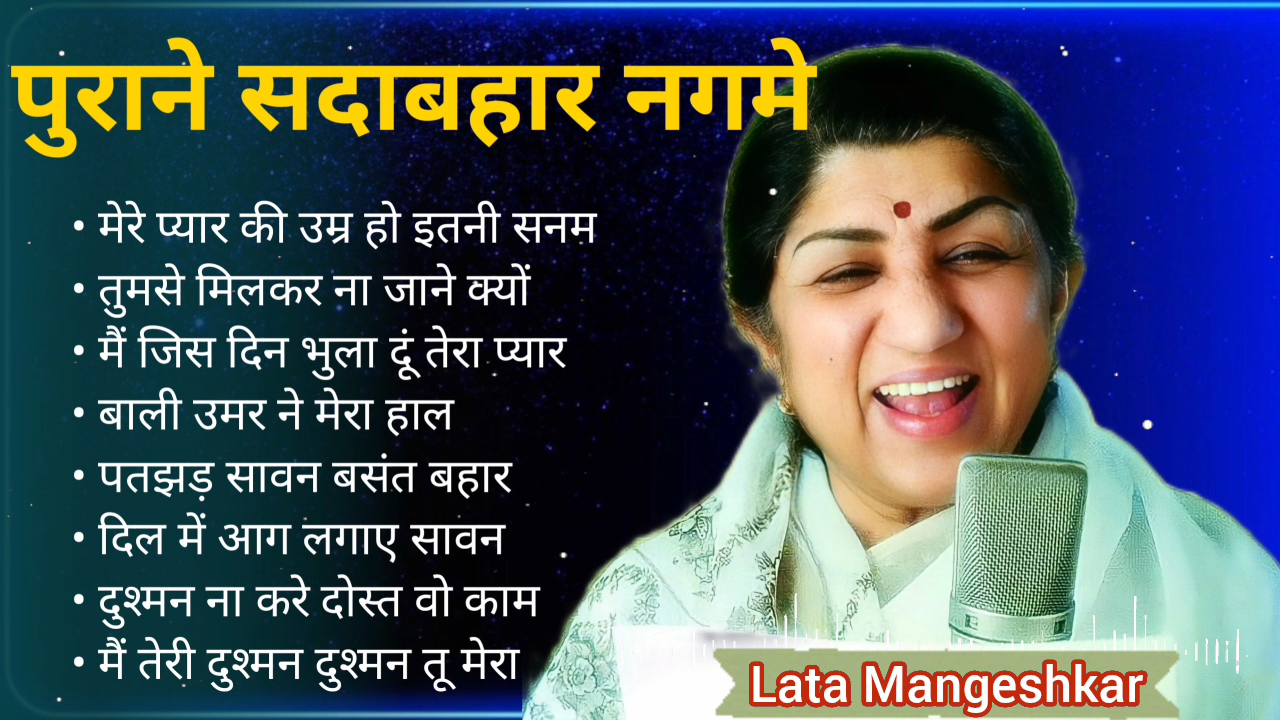 पुराने सदाबहार नगमे
• मेरे प्यार की उम्र हो इतनी सनम
• तुमसे मिलकर ना जाने क्यों
• मैं जिस दिन भुला दूं तेरा प्यार
• बाली उमर ने मेरा हाल
• पतझड़ सावन बसंत बहार
• दिल में आग लगाए सावन
• दुश्मन ना करे दोस्त वो काम
• मैं तेरी दुश्मन दुश्मन तू मेरा
Lata Mangeshkar